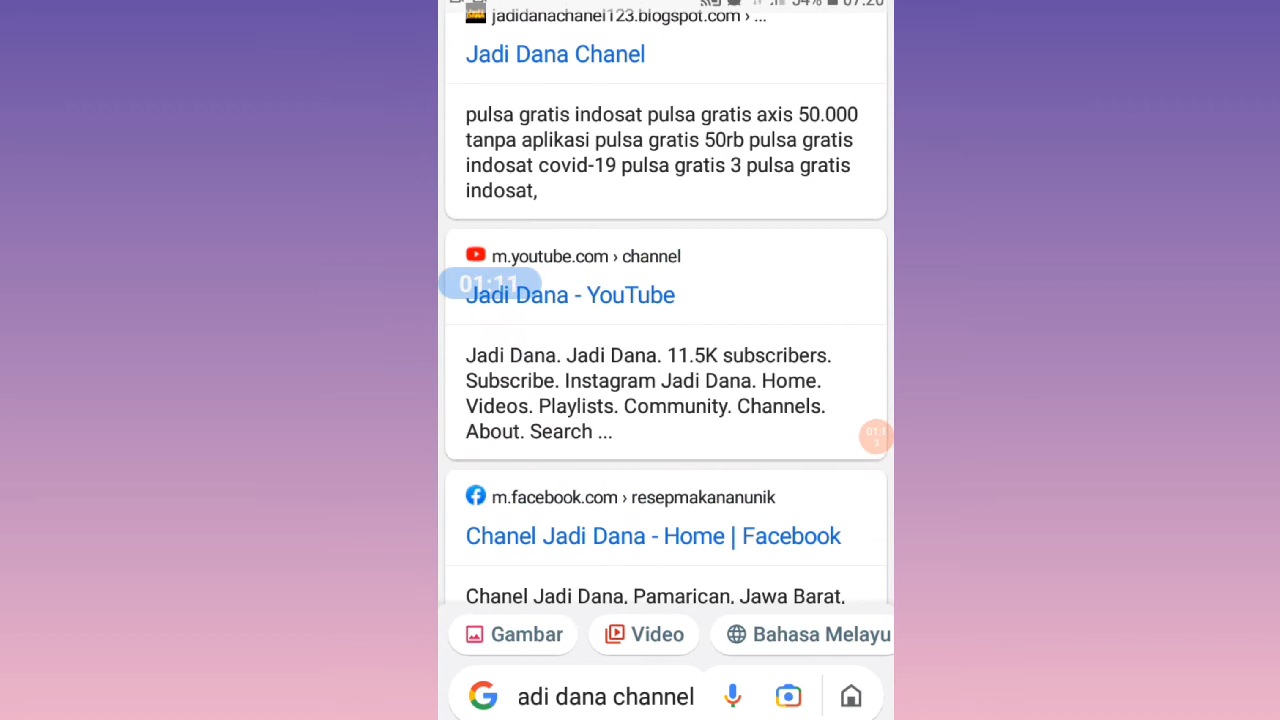 54% 07:20
jadidanachanel123.blogspot.com › ...
Jadi Dana Chanel
pulsa gratis indosat pulsa gratis axis 50.000
tanpa aplikasi pulsa gratis 50rb pulsa gratis
indosat covid-19 pulsa gratis 3 pulsa gratis
indosat,
m.youtube.com › channel
01:11
Jadi Dana - YouTube
Jadi Dana. Jadi Dana. 11.5K subscribers.
Subscribe. Instagram Jadi Dana. Home.
Videos. Playlists. Community. Channels.
About. Search ...
m.facebook.com › resepmakananunik
Chanel Jadi Dana - Home | Facebook
Chanel Jadi Dana, Pamarican, Jawa Barat,
Gambar Video Bahasa Melayu
adi dana channel